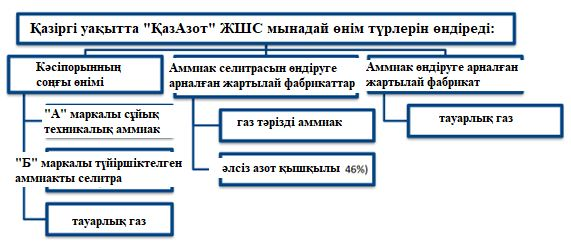 Қазіргі уақытта "ҚазАзот" ЖШС мынадай өнім түрлерін өндіреді:
Кәсіпорынның
соңғы өнімі
"А" маркалы сұйық
техникалық аммиак
"Б" маркалы түйіршіктелген
аммиакты селитра
тауарлық газ
Аммиак селитрасын өндіруге
арналған жартылай фабрикаттар
газ тәрізді аммиак
әлсіз азот қышқылы 46%)
Аммиак өндіруге арналған
жартылай фабрикат
тауарлық газ